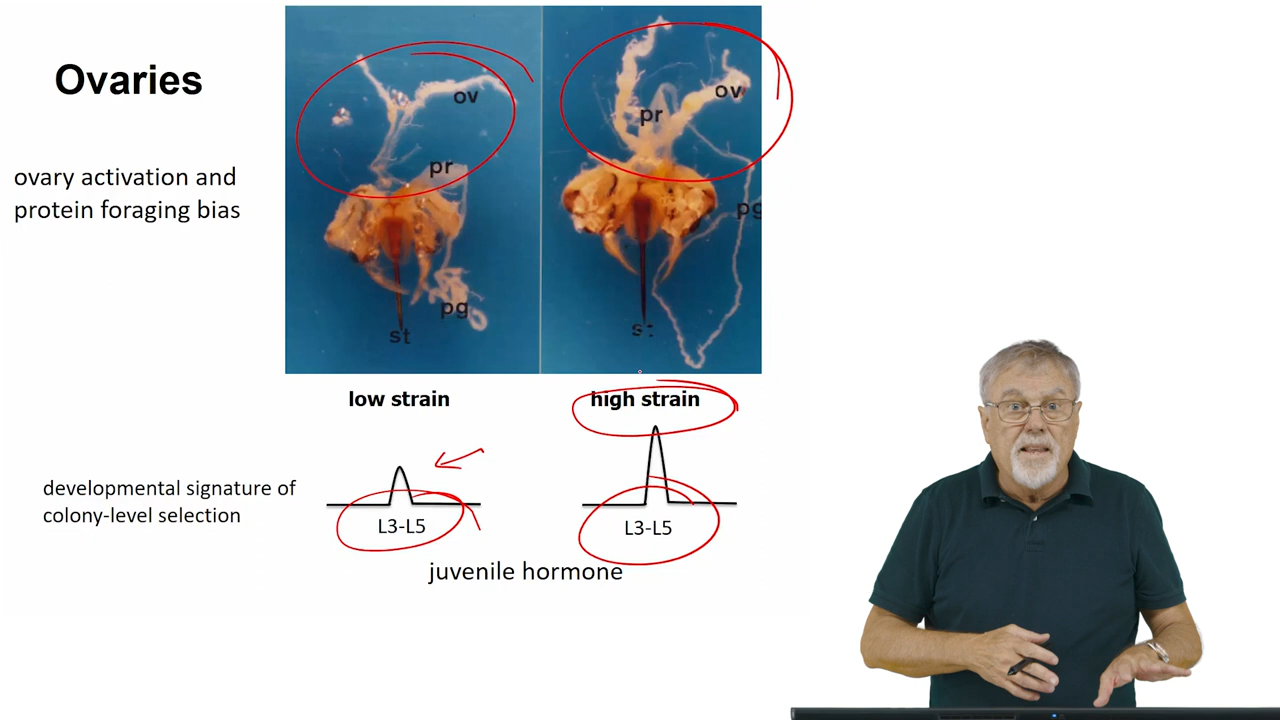 Ovaries
ovary activation and
protein foraging bias
ov
pr
pg
st
ov
pr
pg
st
low strain
high strain
developmental signature of
colony-level selection
L3-L5
L3-L5
juvenile hormone